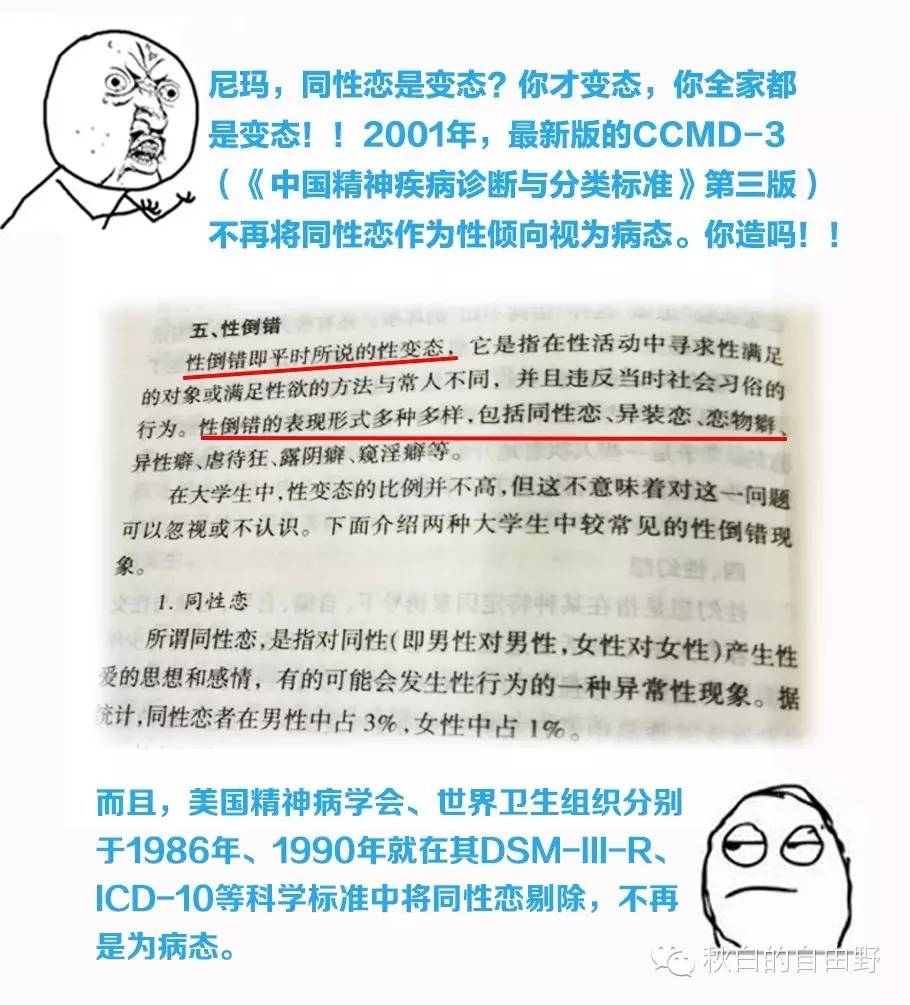 尼玛，同性恋是变态？你才变态，你全家都
是变态！！2001年，最新版的CCMD-3
（《中国精神疾病诊断与分类标准》第三版）
不再将同性恋作为性倾向视为病态。你造吗！！
五、性倒错
性倒错即平时所说的性变态，它是指在性活动中寻求性满足
的对象或满足性欲的方法与常人不同，并且违反当时社会习俗的
行为。性倒错的表现形式多种多样，包括同性恋、异装恋、恋物癖、
异性癖、虐待狂、露阴癖、窥淫癖等。
在大学生中，性变态的比例并不高，但这不意味着对这一问题
可以忽视或不认识。下面介绍两种大学生中较常见的性倒错现
象。
1.同性恋
所谓同性恋，是指对同性(即男性对男性，女性对女性)产生性
爱的思想和感情，有的可能会发生性行为的一种异常性现象。据
统计，同性恋者在男性中占3%，女性中占1%。
而且，美国精神病学会、世界卫生组织分别
于1986年、1990年就在其DSM-III-R、
ICD-10等科学标准中将同性恋剔除，不再
是为病态。
秋白的自由野